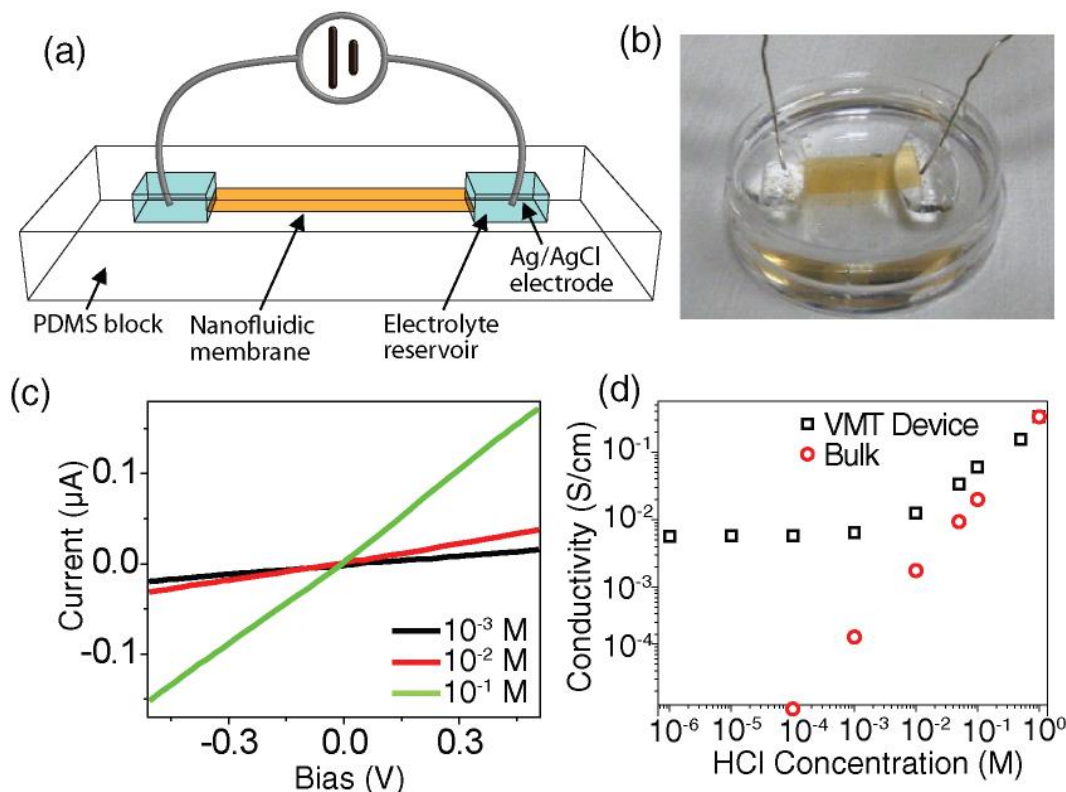 (a)
PDMS block
Nanofluidic
membrane
Electrolyte
reservoir
Ag/AgCl
electrode
(b)
(c)
Current (µA)
0.1
0.0
-0.1
10⁻³ M
10⁻² M
10⁻¹ M
-0.3
0.0
0.3
Bias (V)
(d)
Conductivity (S/cm)
10⁻¹
10⁻²
10⁻³
10⁻⁴
VMT Device
Bulk
10⁻⁶
10⁻⁵
10⁻⁴
10⁻³
10⁻²
10⁻¹
10⁰
HCl Concentration (M)